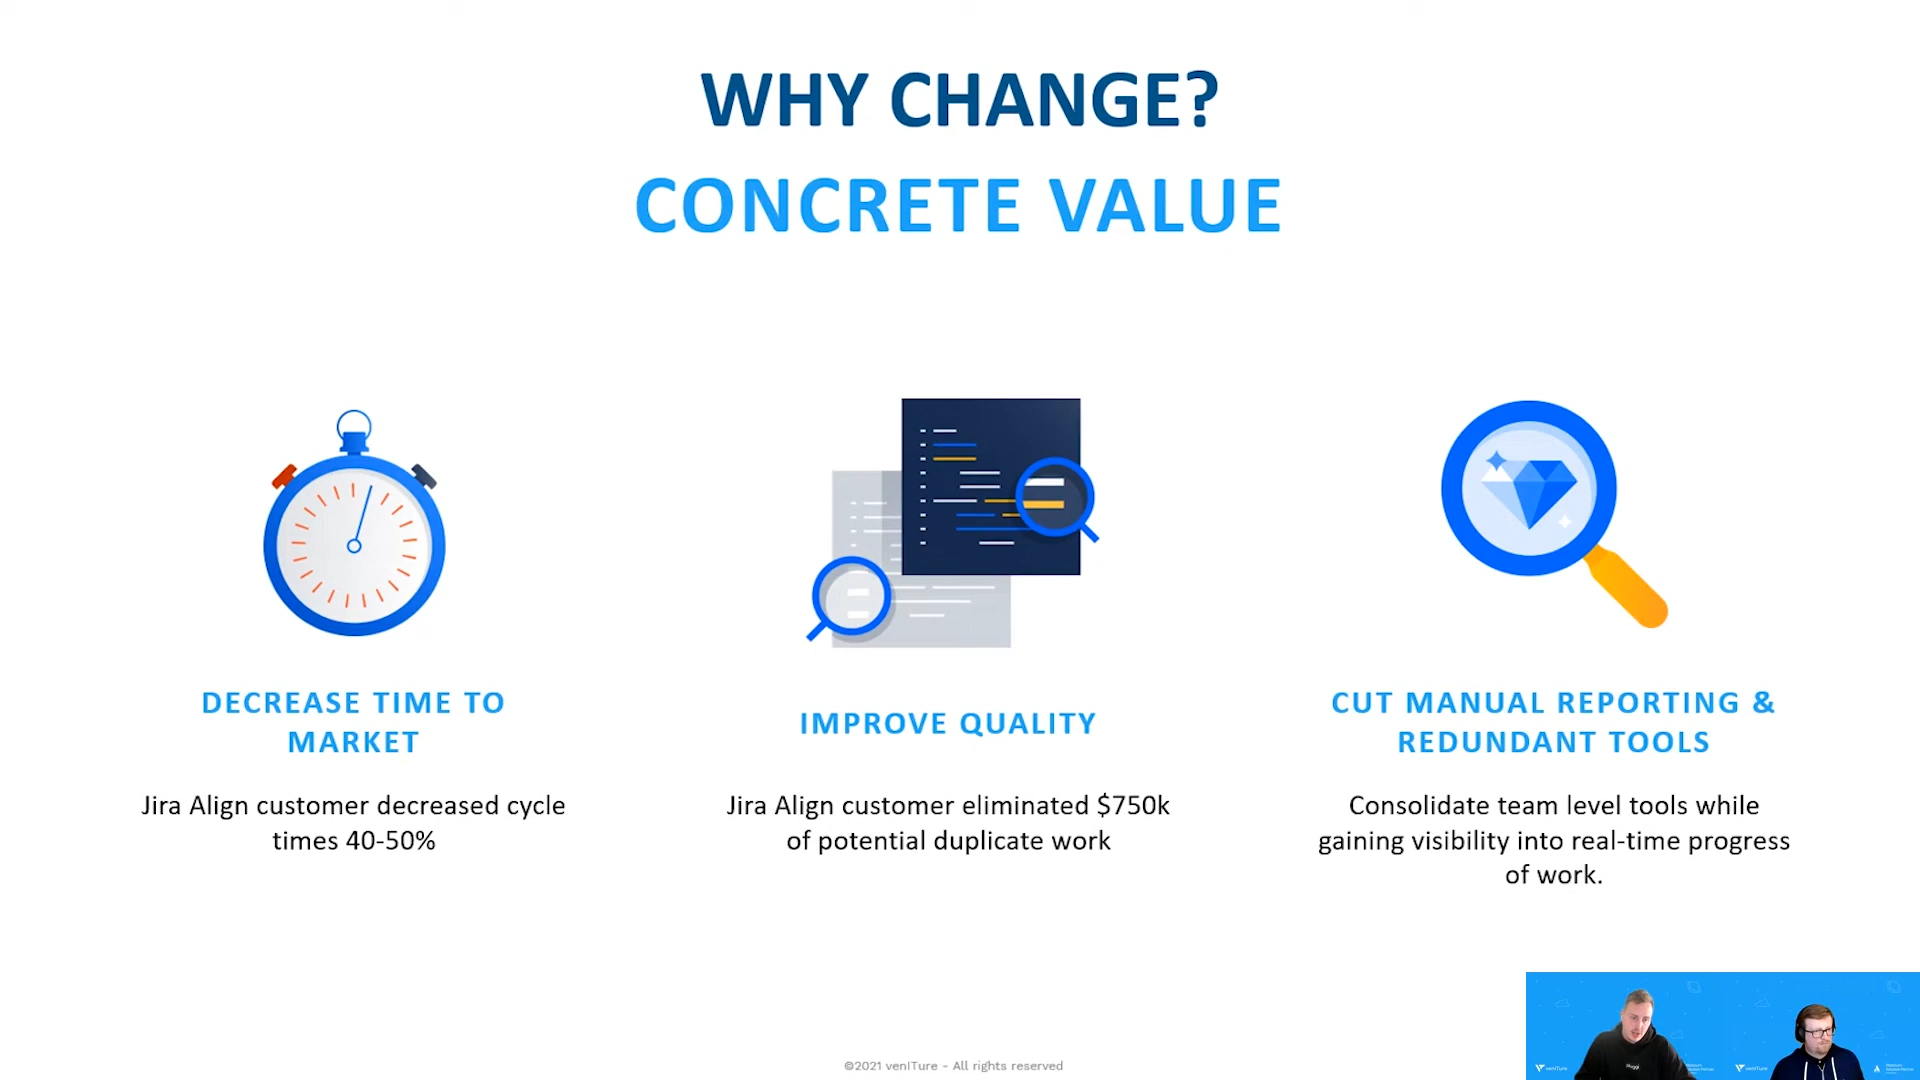 WHY CHANGE?
CONCRETE VALUE
DECREASE TIME TO
MARKET
Jira Align customer decreased cycle
times 40-50%
IMPROVE QUALITY
Jira Align customer eliminated $750k
of potential duplicate work
CUT MANUAL REPORTING &
REDUNDANT TOOLS
Consolidate team level tools while
gaining visibility into real-time progress
of work.
©2021 venITure - All rights reserved
venITure
venITure